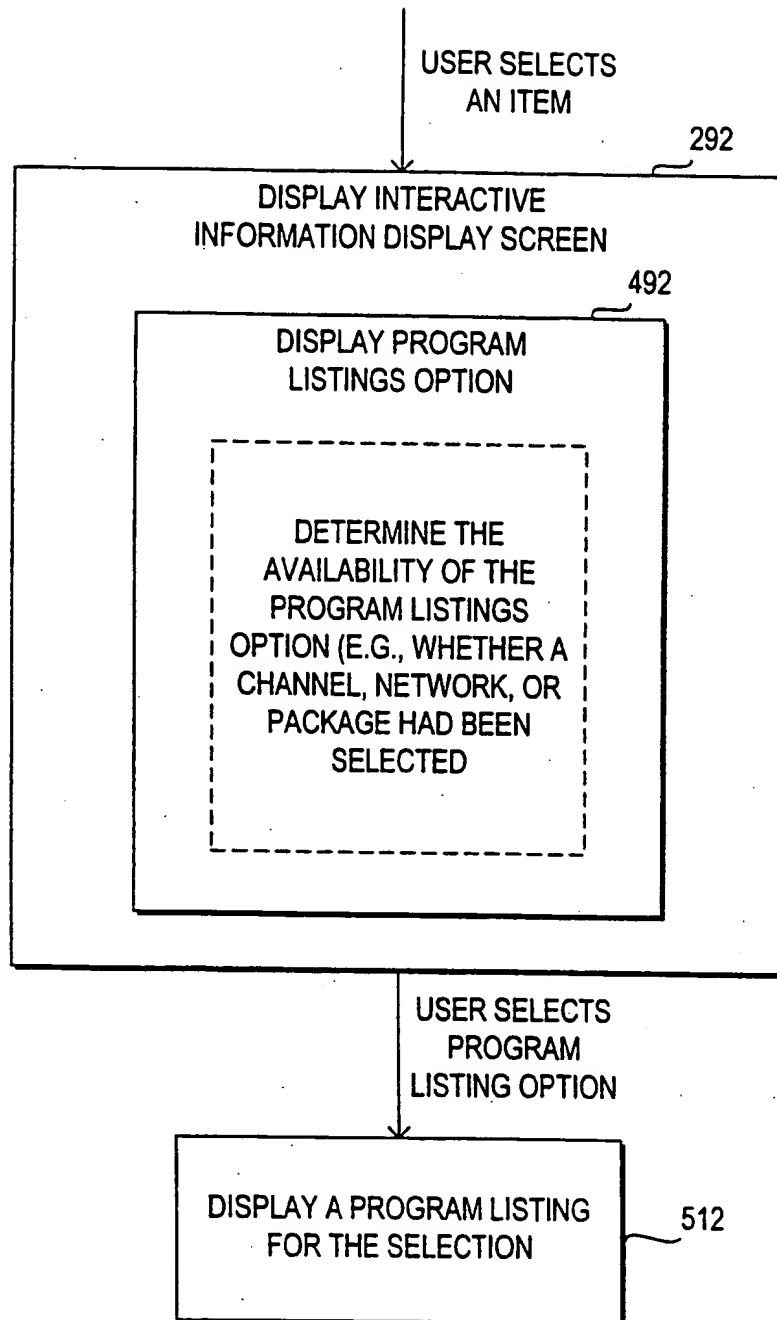 USER SELECTS
AN ITEM
292
DISPLAY INTERACTIVE
INFORMATION DISPLAY SCREEN
492
DISPLAY PROGRAM
LISTINGS OPTION
DETERMINE THE
AVAILABILITY OF THE
PROGRAM LISTINGS
OPTION (E.G., WHETHER A
CHANNEL, NETWORK, OR
PACKAGE HAD BEEN
SELECTED
USER SELECTS
PROGRAM
LISTING OPTION
DISPLAY A PROGRAM LISTING
FOR THE SELECTION
512